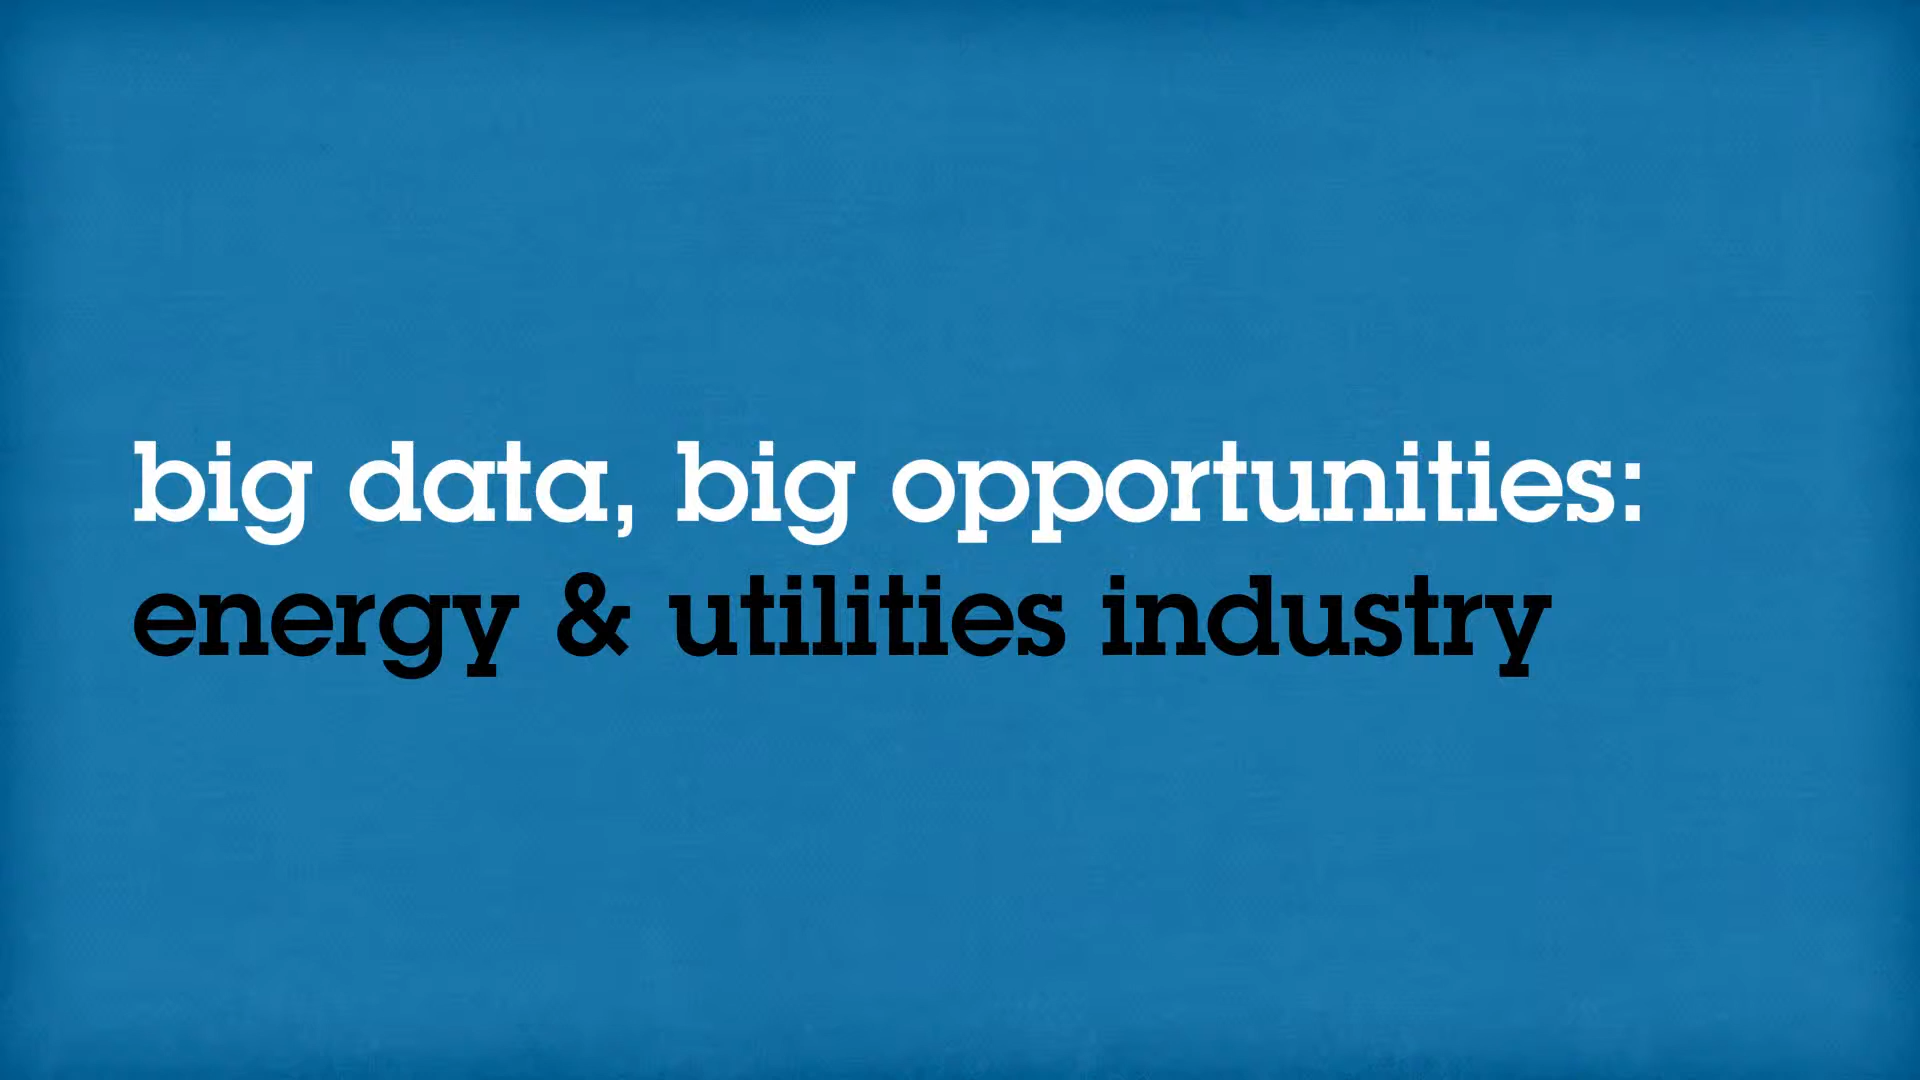 big data, big opportunities:
energy & utilities industry